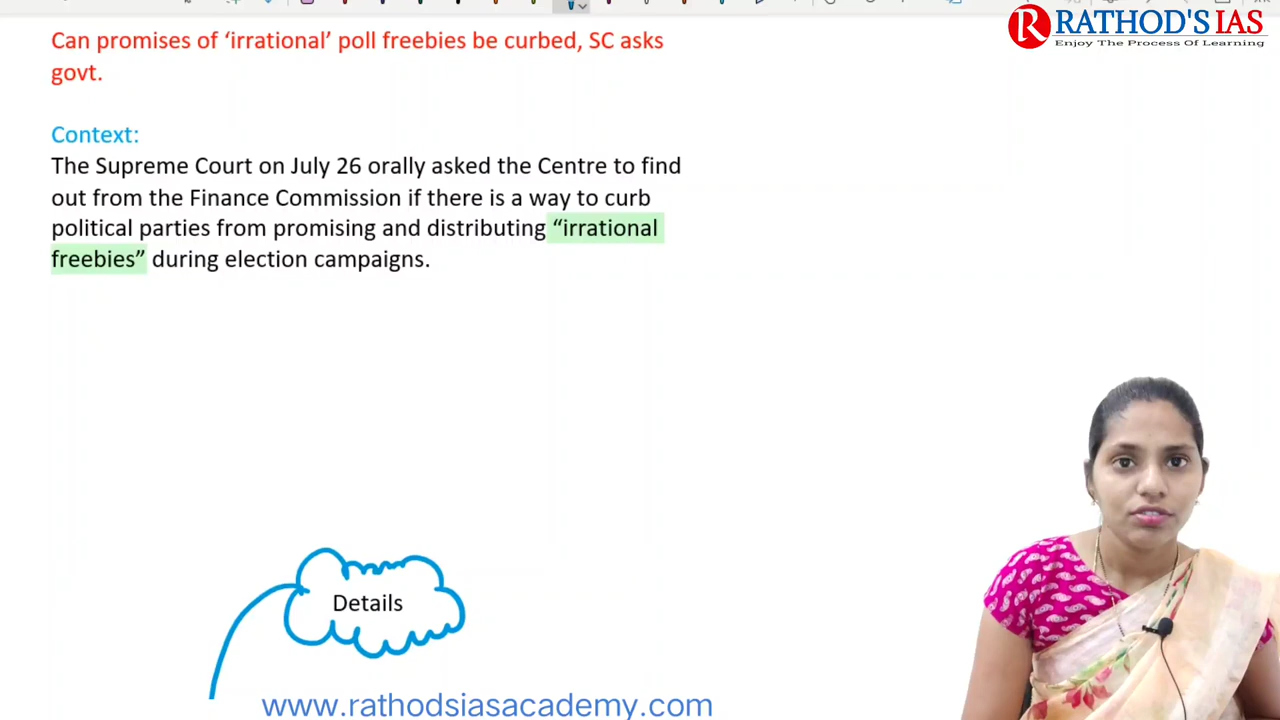 RATHOD'S IAS
Enjoy The Process Of Learning
Can promises of ‘irrational’ poll freebies be curbed, SC asks
govt.
Context:
The Supreme Court on July 26 orally asked the Centre to find
out from the Finance Commission if there is a way to curb
political parties from promising and distributing “irrational
freebies” during election campaigns.
Details
www.rathodsiasacademy.com